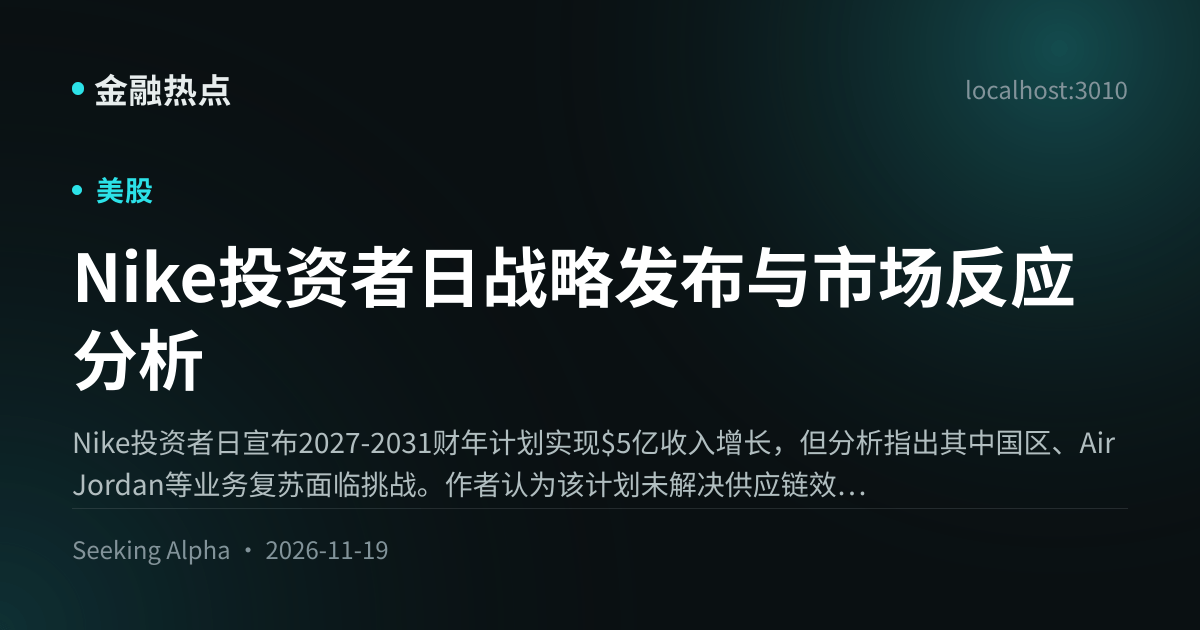 金融热点
localhost:3010
美股
Nike投资者日战略发布与市场反应
分析
Nike投资者日宣布2027-2031财年计划实现$5亿收入增长，但分析指出其中国区、Air
Jordan等业务复苏面临挑战。作者认为该计划未解决供应链效…
Seeking Alpha · 2026-11-19